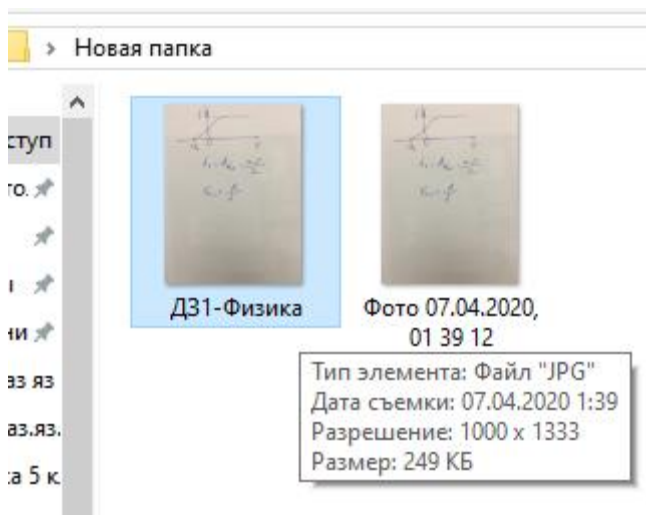 Новая папка
ступ
то.
ы
ни
аз яз
аз.яз.
а 5 к
ДЗ1-Физика
Фото 07.04.2020,
01 39 12
Тип элемента: Файл "JPG"
Дата съемки: 07.04.2020 1:39
Разрешение: 1000 x 1333
Размер: 249 КБ